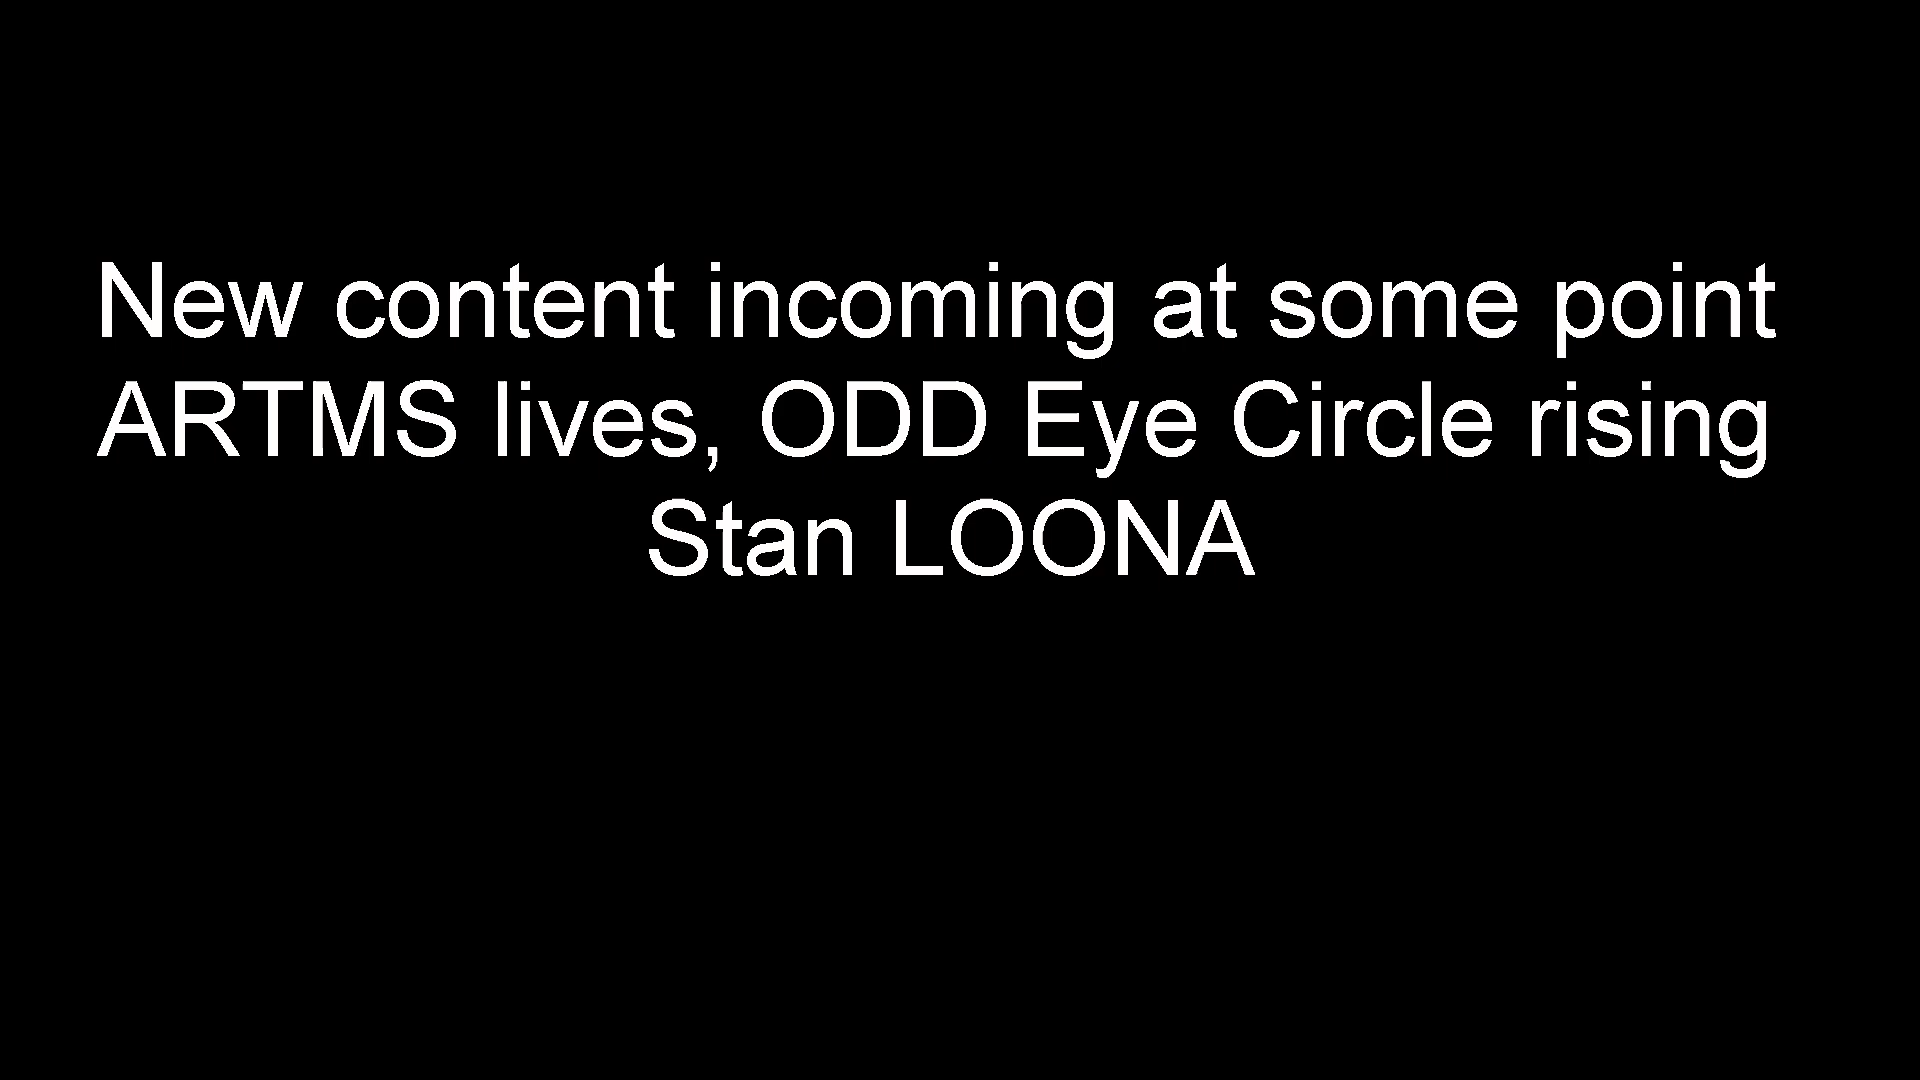 New content incoming at some point
ARTMS lives, ODD Eye Circle rising
Stan LOONA